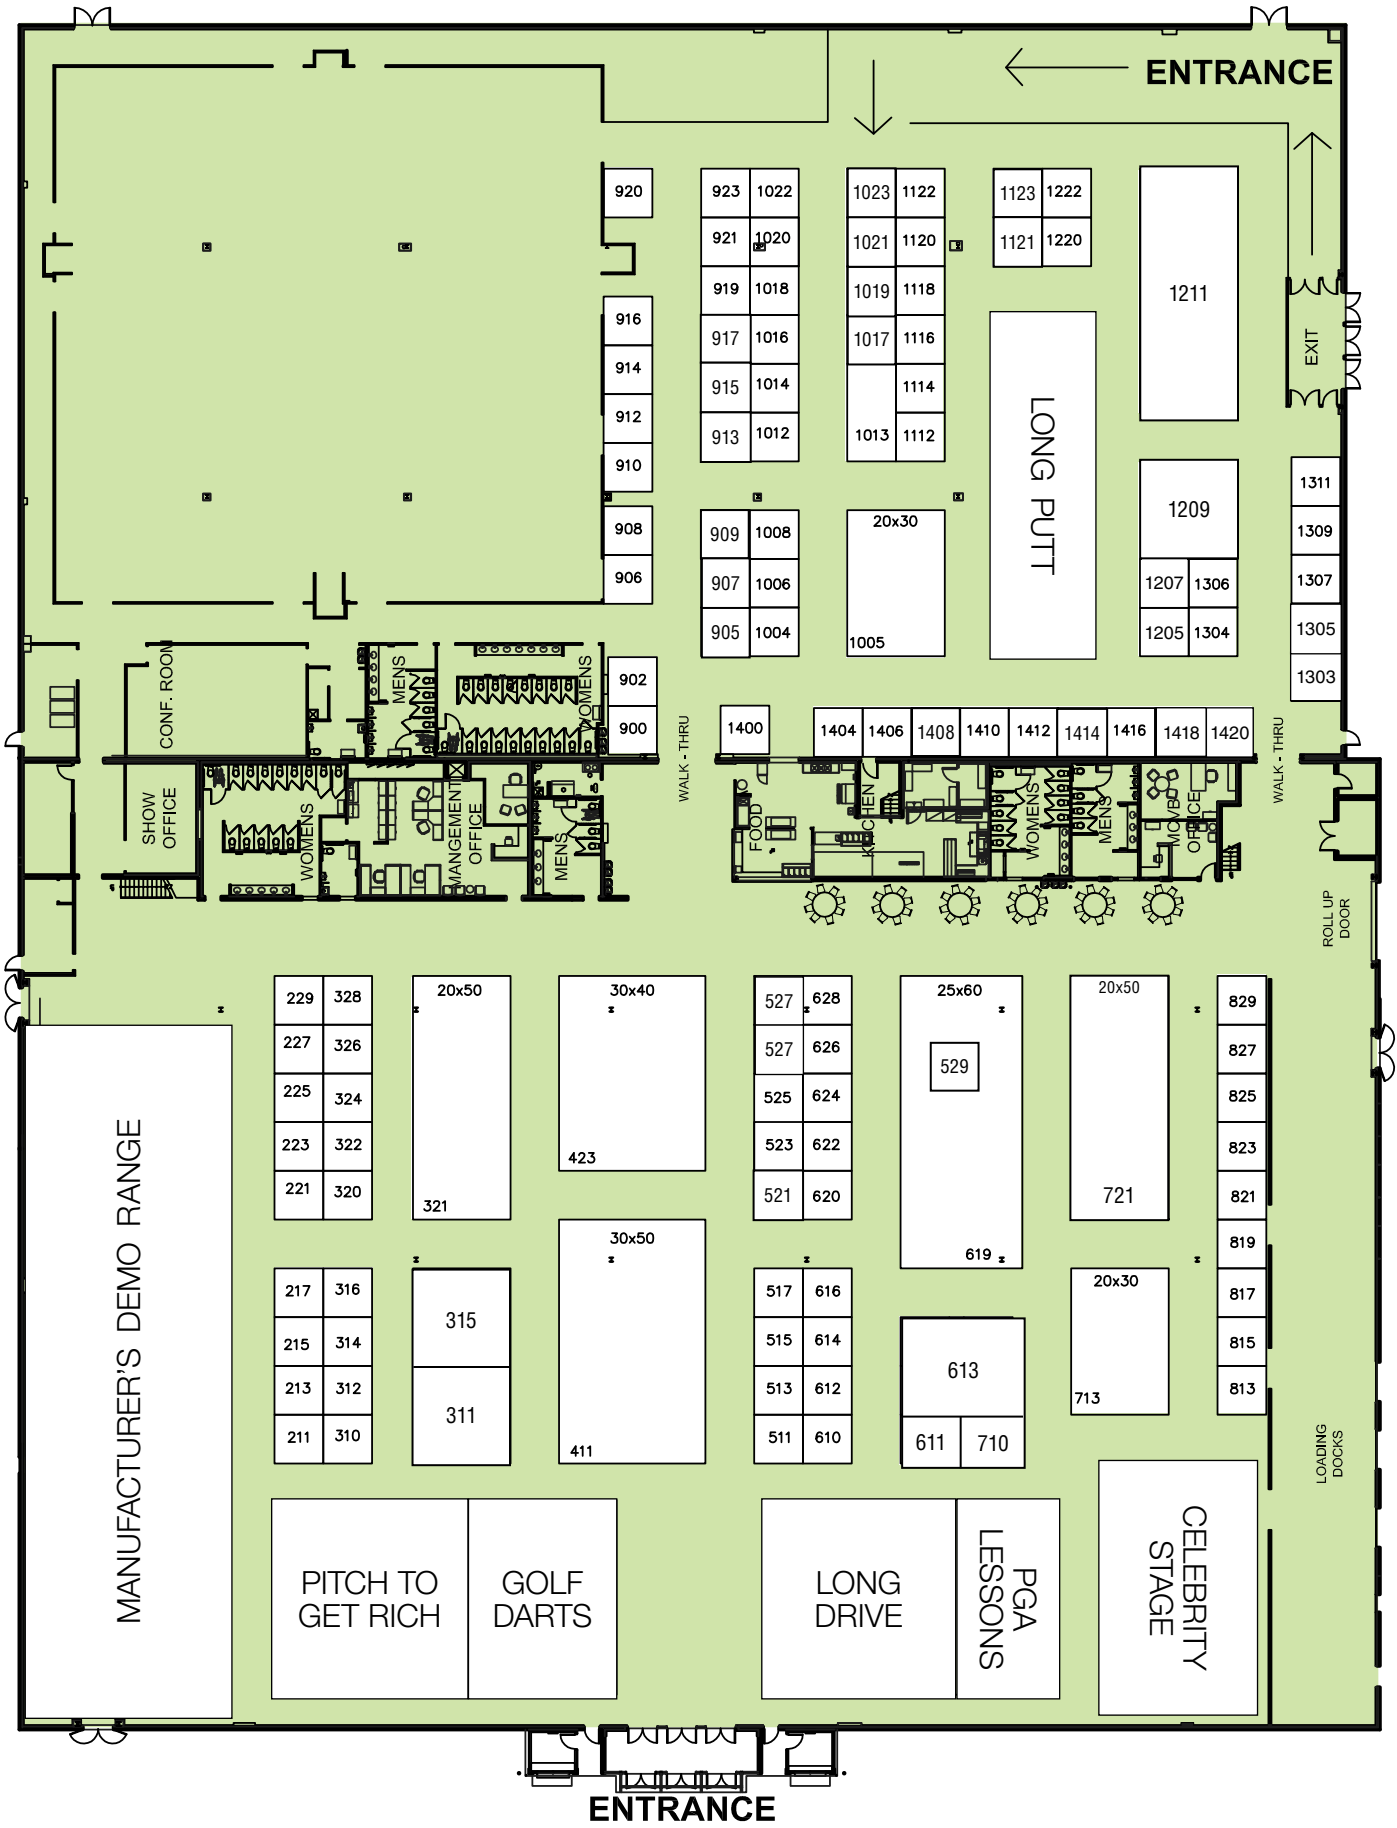 ENTRANCE
920
923
1022
1023
1122
1123
1222
921
1020
1021
1120
1121
1220
919
1018
1019
1118
1211
916
917
1016
1017
1116
EXIT
914
915
1014
1114
912
913
1012
1013
1112
LONG PUTT
910
1311
908
909
1008
20x30
1209
1309
906
907
1006
1207
1306
1307
905
1004
1005
1205
1304
1305
902
1303
900
1400
1404
1406
1408
1410
1412
1414
1416
1418
1420
CONF. ROOM
MENS
WOMENS
WALK - THRU
WALK - THRU
SHOW
OFFICE
WOMENS
MANGEMENT
OFFICE
MENS
FOOD
KITCHEN
WOMENS
MENS
MOVB
OFFICE
ROLL UP
DOOR
229
328
20x50
30x40
527
628
25x60
20x50
829
227
326
527
626
529
827
225
324
525
624
825
223
322
423
523
622
823
221
320
321
521
620
721
821
30x50
619
819
217
316
315
517
616
20x30
817
215
314
515
614
613
815
213
312
311
513
612
713
813
211
310
411
511
610
611
710
MANUFACTURER'S DEMO RANGE
LOADING
DOCKS
PITCH TO
GET RICH
GOLF
DARTS
LONG
DRIVE
PGA
LESSONS
CELEBRITY
STAGE
ENTRANCE